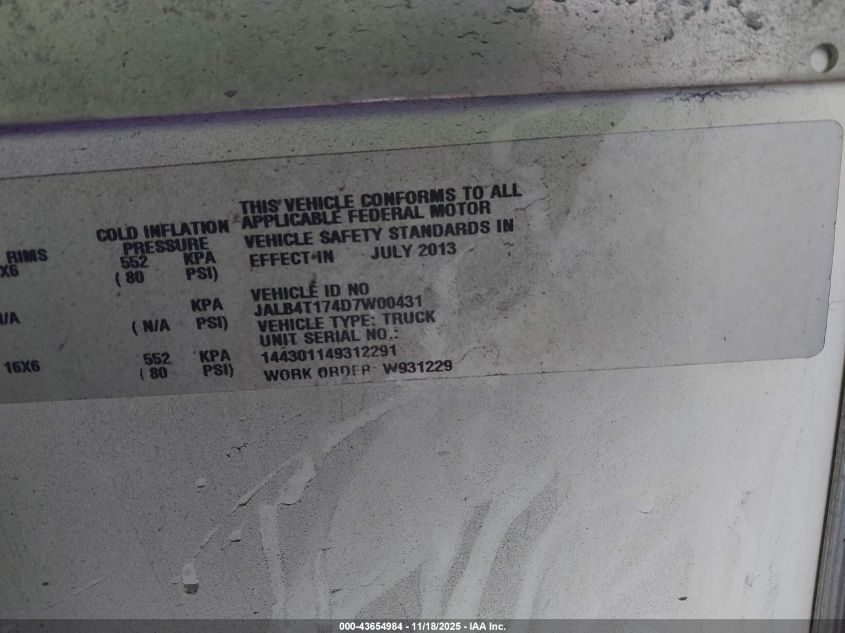 COLD INFLATION
PRESSURE
RIMS
X6
552 KPA
( 80 PSI)
/A
KPA
( N/A PSI)
16X6
552 KPA
( 80 PSI)
THIS VEHICLE CONFORMS TO ALL
APPLICABLE FEDERAL MOTOR
VEHICLE SAFETY STANDARDS IN
EFFECT IN JULY 2013
VEHICLE ID NO
JALB4T174D7W00431
VEHICLE TYPE: TRUCK
UNIT SERIAL NO.:
144301149312291
WORK ORDER: W931229
000-43654984 - 11/18/2025 - IAA Inc.